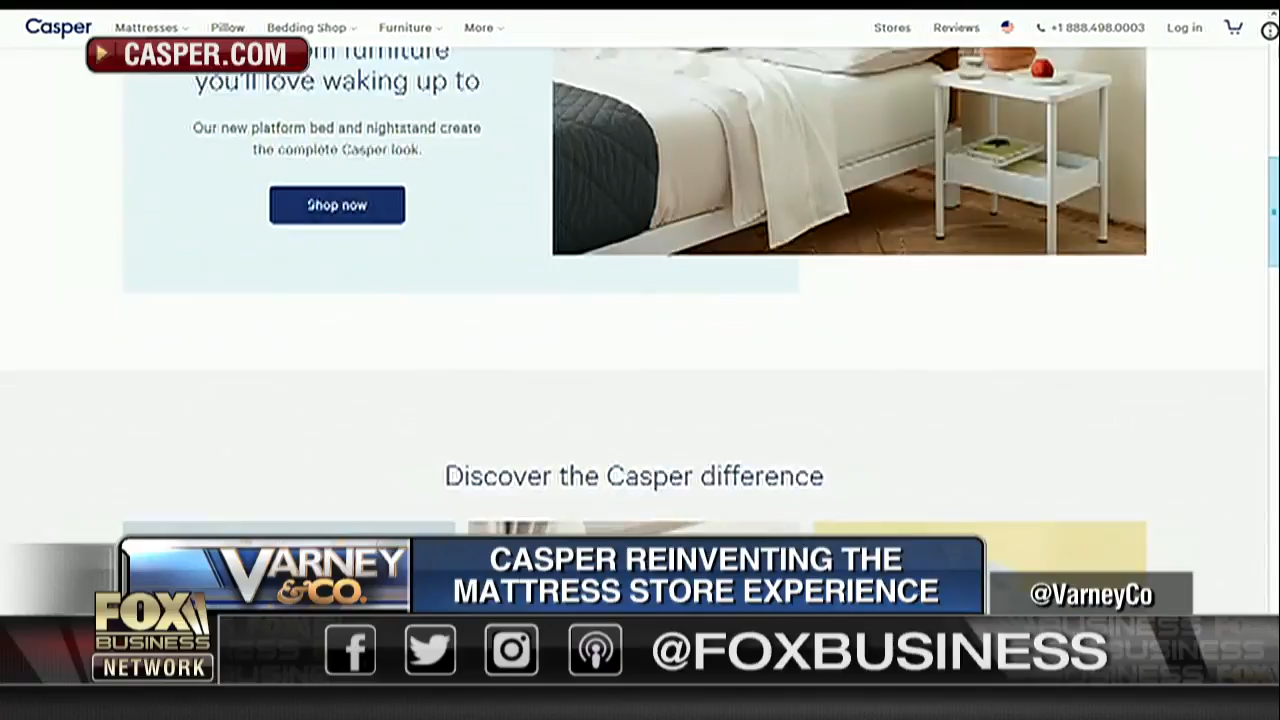 Casper Mattresses Pillow Bedding Shop Furniture More Stores Reviews +1 888.498.0003 Log in
CASPER.COM
furniture
you'll love waking up to
Our new platform bed and nightstand create
the complete Casper look.
Shop now
Discover the Casper difference
VARNEY
&CO.
CASPER REINVENTING THE
MATTRESS STORE EXPERIENCE
@VarneyCo
FOX
BUSINESS
NETWORK
@FOXBUSINESS